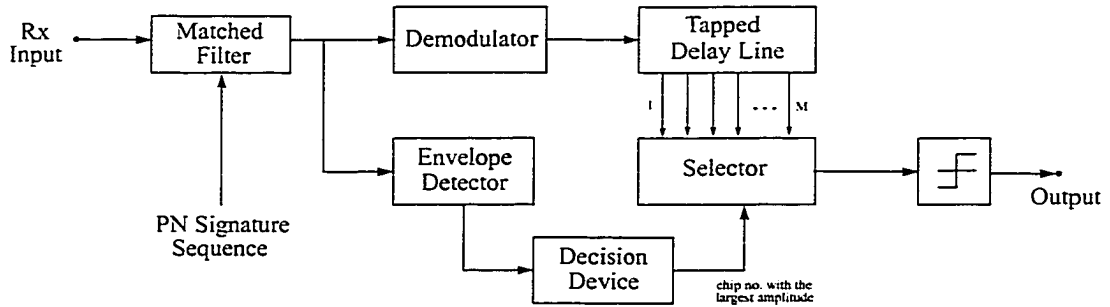 Rx
Input
Matched
Filter
Demodulator
Tapped
Delay Line
1
M
Envelope
Detector
Selector
Output
PN Signature
Sequence
Decision
Device
chip no. with the
largest amplitude